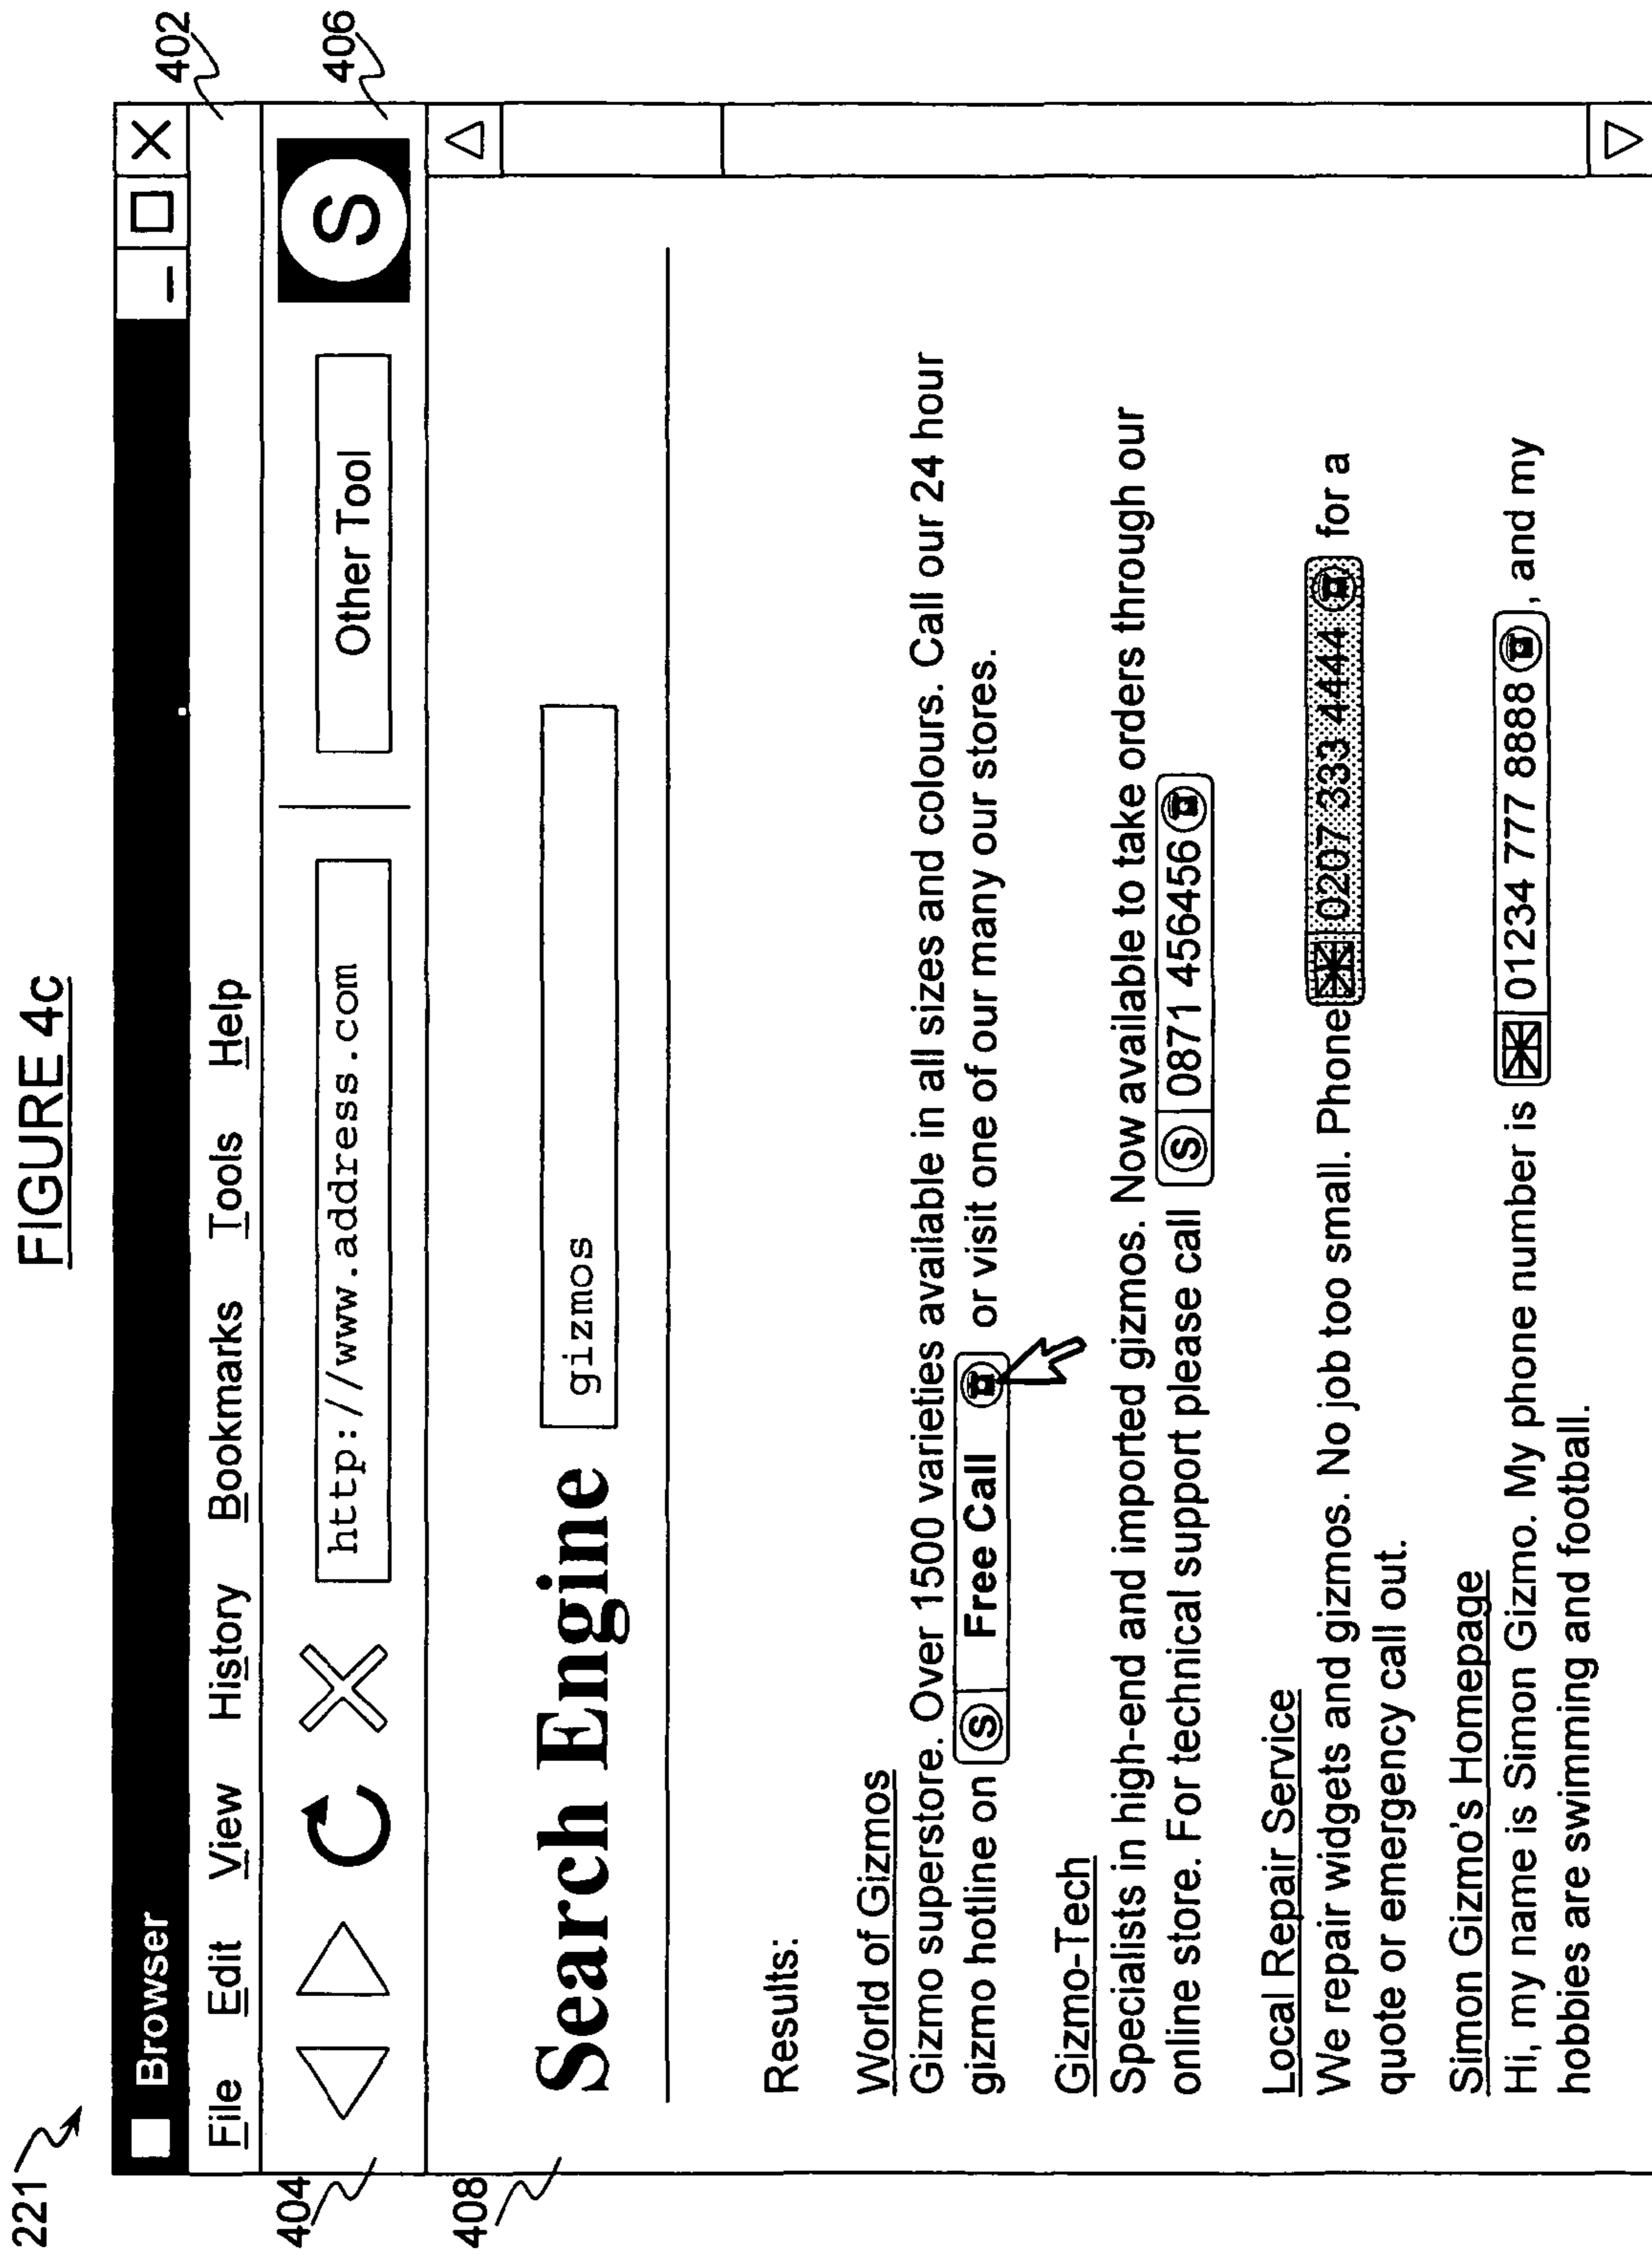 FIGURE 4c
221
Browser
402
File Edit View History Bookmarks Tools Help
404
http://www.address.com
Other Tool
S
406
408
Search Engine
gizmos
Results:
World of Gizmos
Gizmo superstore. Over 1500 varieties available in all sizes and colours. Call our 24 hour
gizmo hotline on S Free Call or visit one of our many our stores.
Gizmo-Tech
Specialists in high-end and imported gizmos. Now available to take orders through our
online store. For technical support please call S 0871 456456
Local Repair Service
We repair widgets and gizmos. No job too small. Phone 0207 333 4444 for a
quote or emergency call out.
Simon Gizmo's Homepage
Hi, my name is Simon Gizmo. My phone number is 01234 777 8888, and my
hobbies are swimming and football.